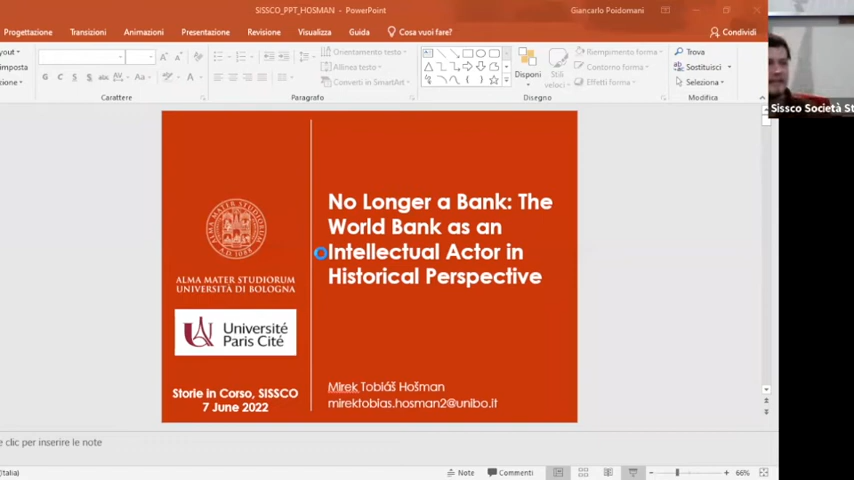 SISSCO_PPT_HOSMAN - PowerPoint
Giancarlo Poidomani
Progettazione
Transizioni
Animazioni
Presentazione
Revisione
Visualizza
Guida
Cosa vuoi fare?
Condividi
Orientamento testo
Allinea testo
Converti in SmartArt
G C S S abc AV Aa A
Disponi
Stili
veloci
Riempimento forma
Contorno forma
Effetti forma
Trova
Sostituisci
Seleziona
Carattere
Paragrafo
Disegno
Modifica
Sissco Società St
No Longer a Bank: The
World Bank as an
Intellectual Actor in
Historical Perspective
ALMA MATER STUDIORUM
UNIVERSITÀ DI BOLOGNA
Université
Paris Cité
Storie in Corso, SISSCO
7 June 2022
Mirek Tobiáš Hošman
mirektobias.hosman2@unibo.it
e clic per inserire le note
(Italia)
Note
Commenti
66%